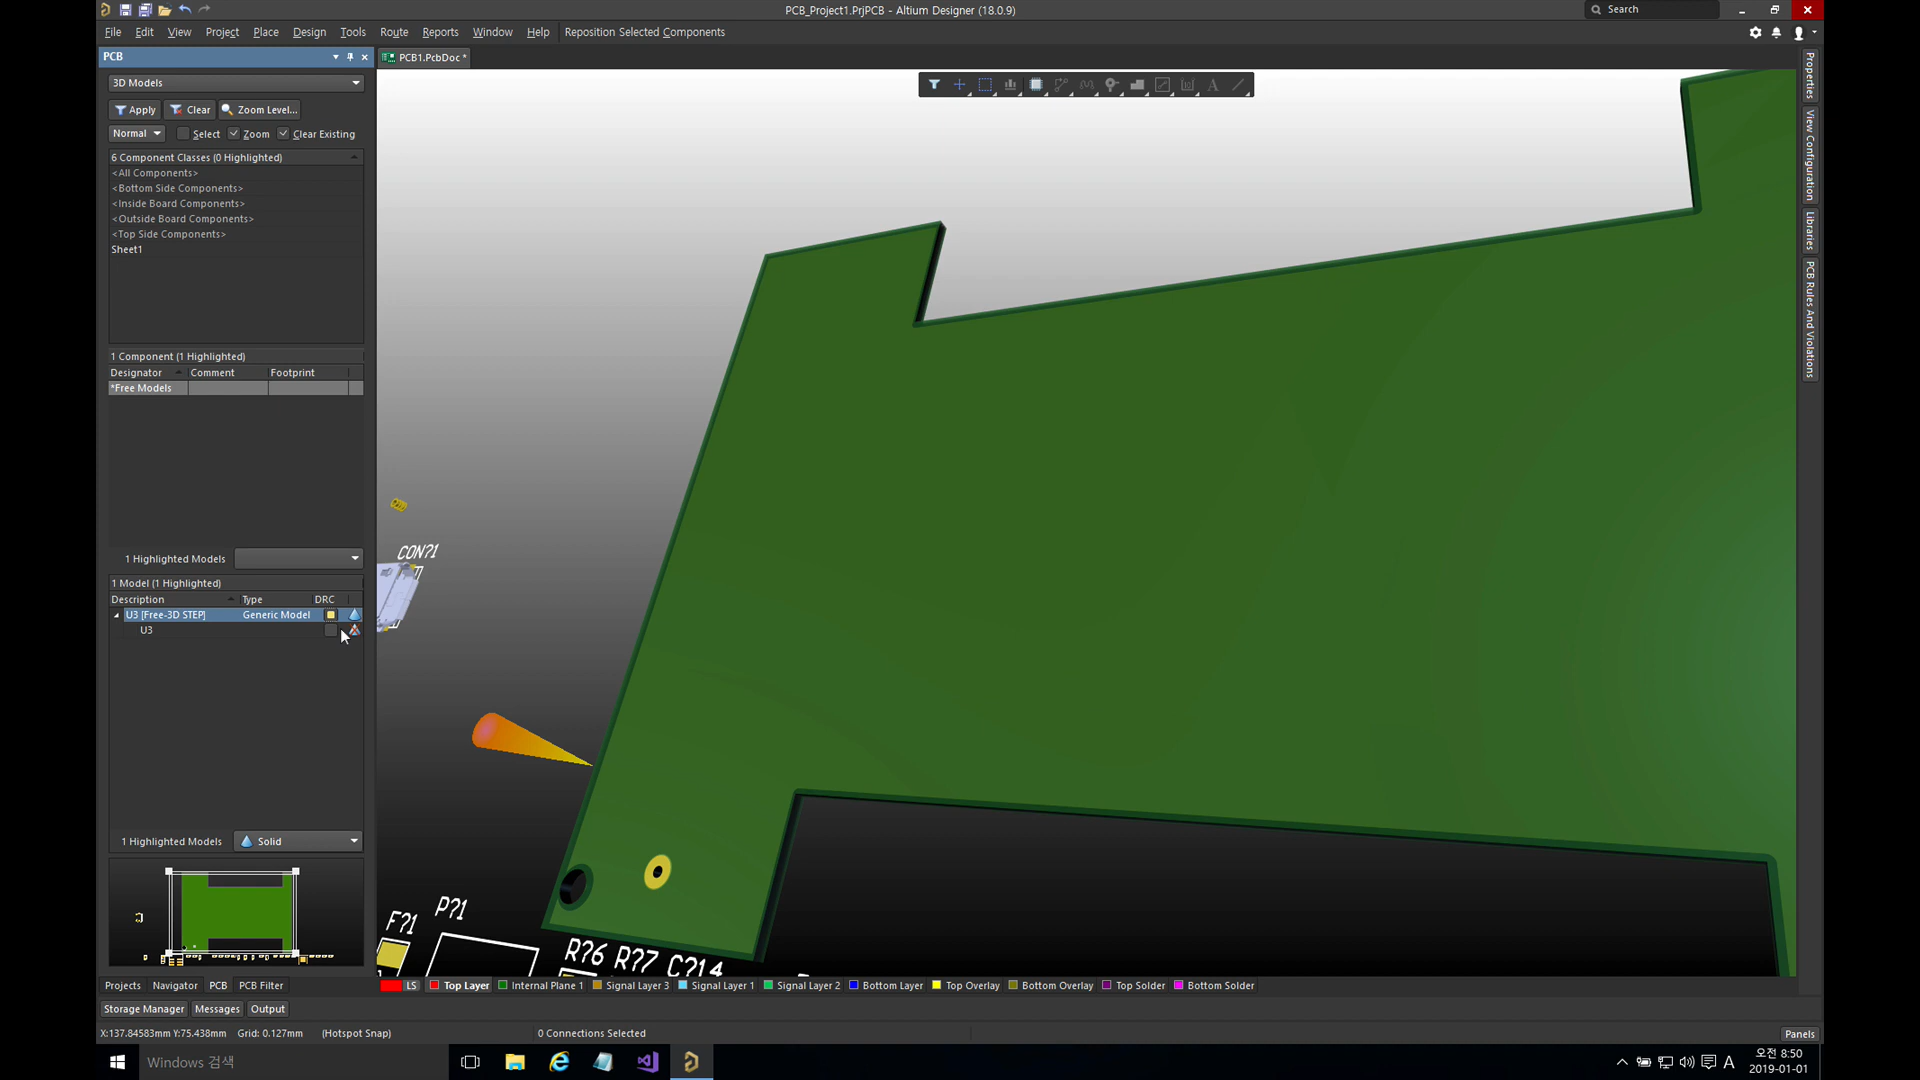 PCB_Project1.PrjPCB - Altium Designer (18.0.9)
Search
File Edit View Project Place Design Tools Route Reports Window Help Reposition Selected Components
PCB
PCB1.PcbDoc *
3D Models
Apply Clear Zoom Level...
Normal Select Zoom Clear Existing
6 Component Classes (0 Highlighted)
<All Components>
<Bottom Side Components>
<Inside Board Components>
<Outside Board Components>
<Top Side Components>
Sheet1
1 Component (1 Highlighted)
Designator Comment Footprint
*Free Models
1 Highlighted Models
1 Model (1 Highlighted)
Description Type DRC
U3 [Free-3D STEP] Generic Model
U3
1 Highlighted Models Solid
CON?1
F?1 P?1
R?6 R?7 C?14
Properties
View Configuration
Libraries
PCB Rules And Violations
Projects Navigator PCB PCB Filter
LS Top Layer Internal Plane 1 Signal Layer 3 Signal Layer 1 Signal Layer 2 Bottom Layer Top Overlay Bottom Overlay Top Solder Bottom Solder
Storage Manager Messages Output
X:137.84583mm Y:75.438mm Grid: 0.127mm (Hotspot Snap) 0 Connections Selected
Panels
Windows 검색
A
오전 8:50
2019-01-01